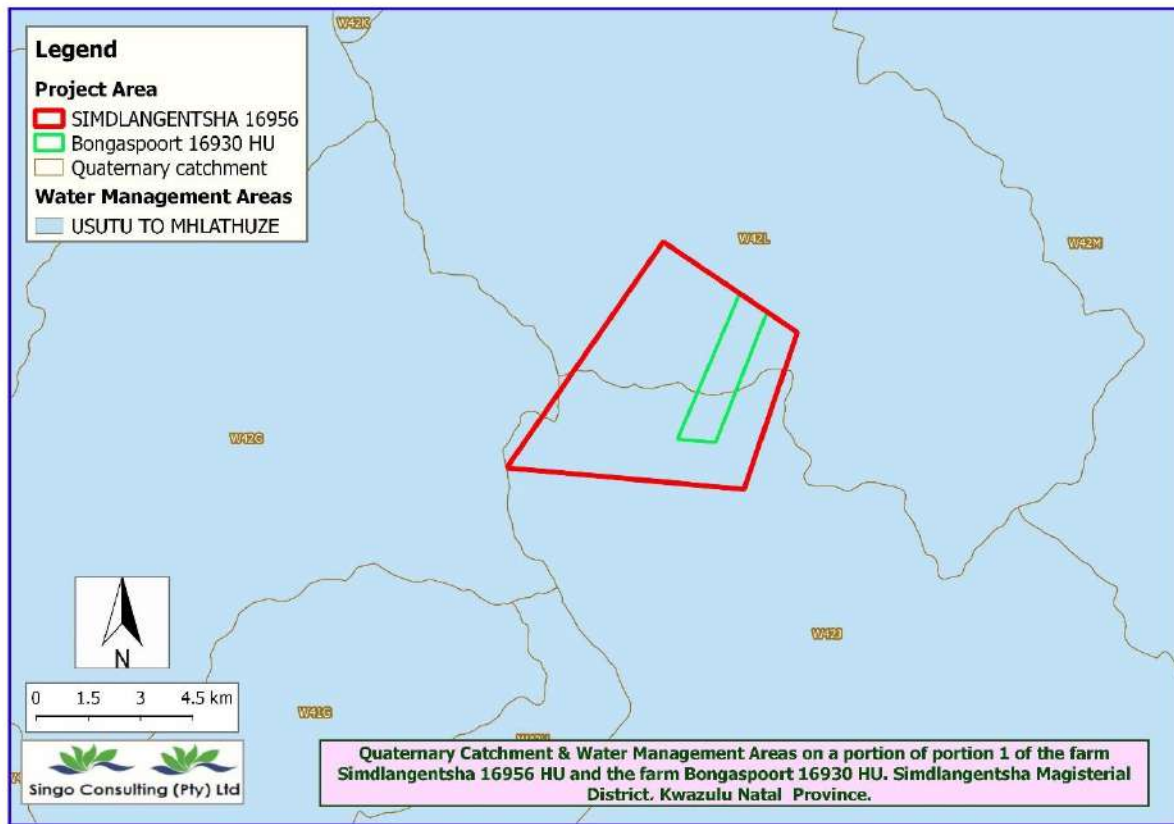 W42K
Legend
Project Area
SIMDLANGENTSHA 16956
Bongaspoort 16930 HU
Quaternary catchment
Water Management Areas
USUTU TO MHLATHUZE
W42L
W42M
W42G
W42J
W41G
N
0 1.5 3 4.5 km
Singo Consulting (Pty) Ltd
Quaternary Catchment & Water Management Areas on a portion of portion 1 of the farm
Simdlangentsha 16956 HU and the farm Bongaspoort 16930 HU. Simdlangentsha Magisterial
District. Kwazulu Natal Province.